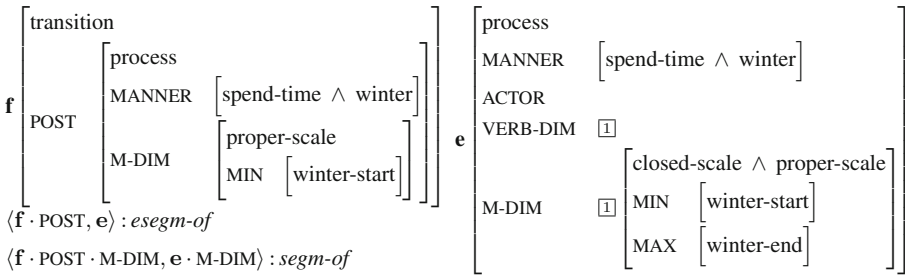 f
transition
POST
process
MANNER [spend-time ∧ winter]
M-DIM
proper-scale
MIN [winter-start]
⟨f · POST, e⟩ : esegm-of
⟨f · POST · M-DIM, e · M-DIM⟩ : segm-of
e
process
MANNER [spend-time ∧ winter]
ACTOR
VERB-DIM 1
M-DIM 1
closed-scale ∧ proper-scale
MIN [winter-start]
MAX [winter-end]